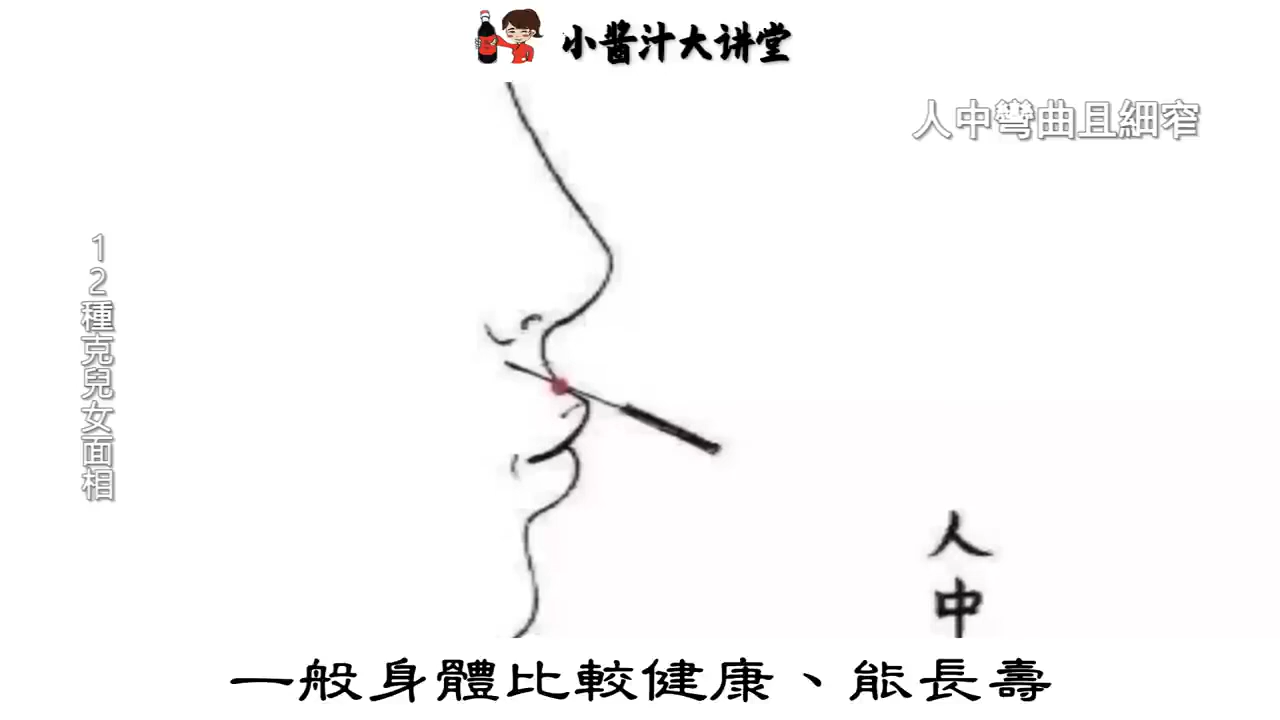 小醬汁大讲堂
人中彎曲且細窄
12種克兒女面相
人中
一般身體比較健康、能長壽